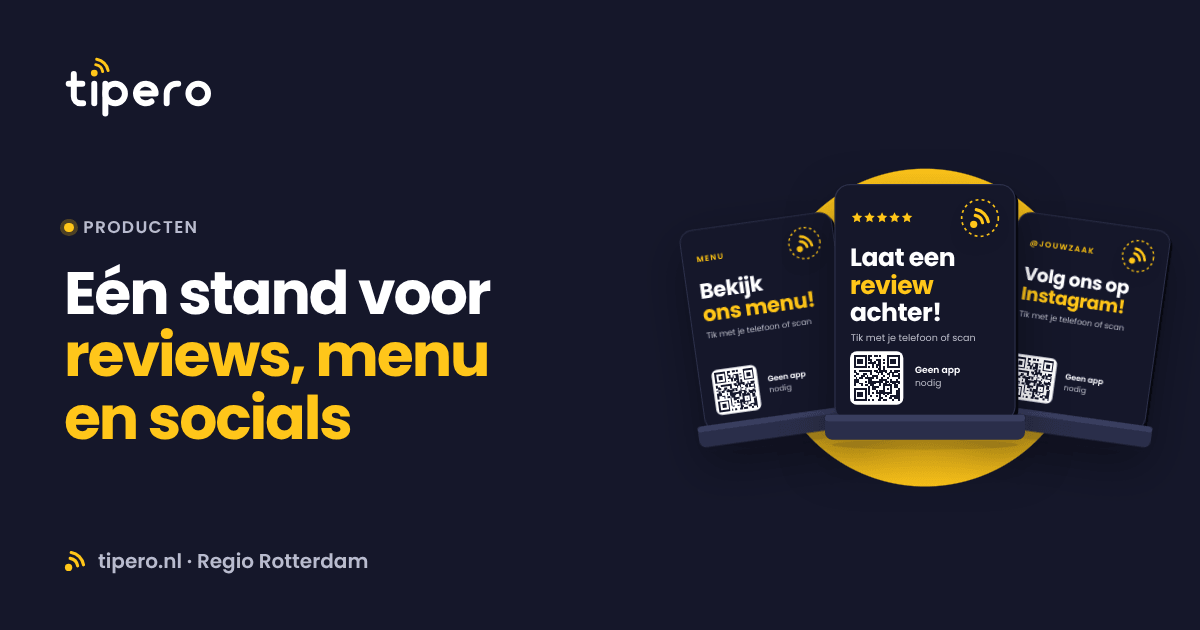 tipero
PRODUCTEN
Eén stand voor
reviews, menu
en socials
tipero.nl · Regio Rotterdam
MENU
Bekijk
ons menu!
Tik met je telefoon of scan
Geen app
nodig
Laat een
review
achter!
Tik met je telefoon of scan
Geen app
nodig
@JOUWZAAK
Volg ons op
Instagram!
Tik met je telefoon of scan
Geen app
nodig